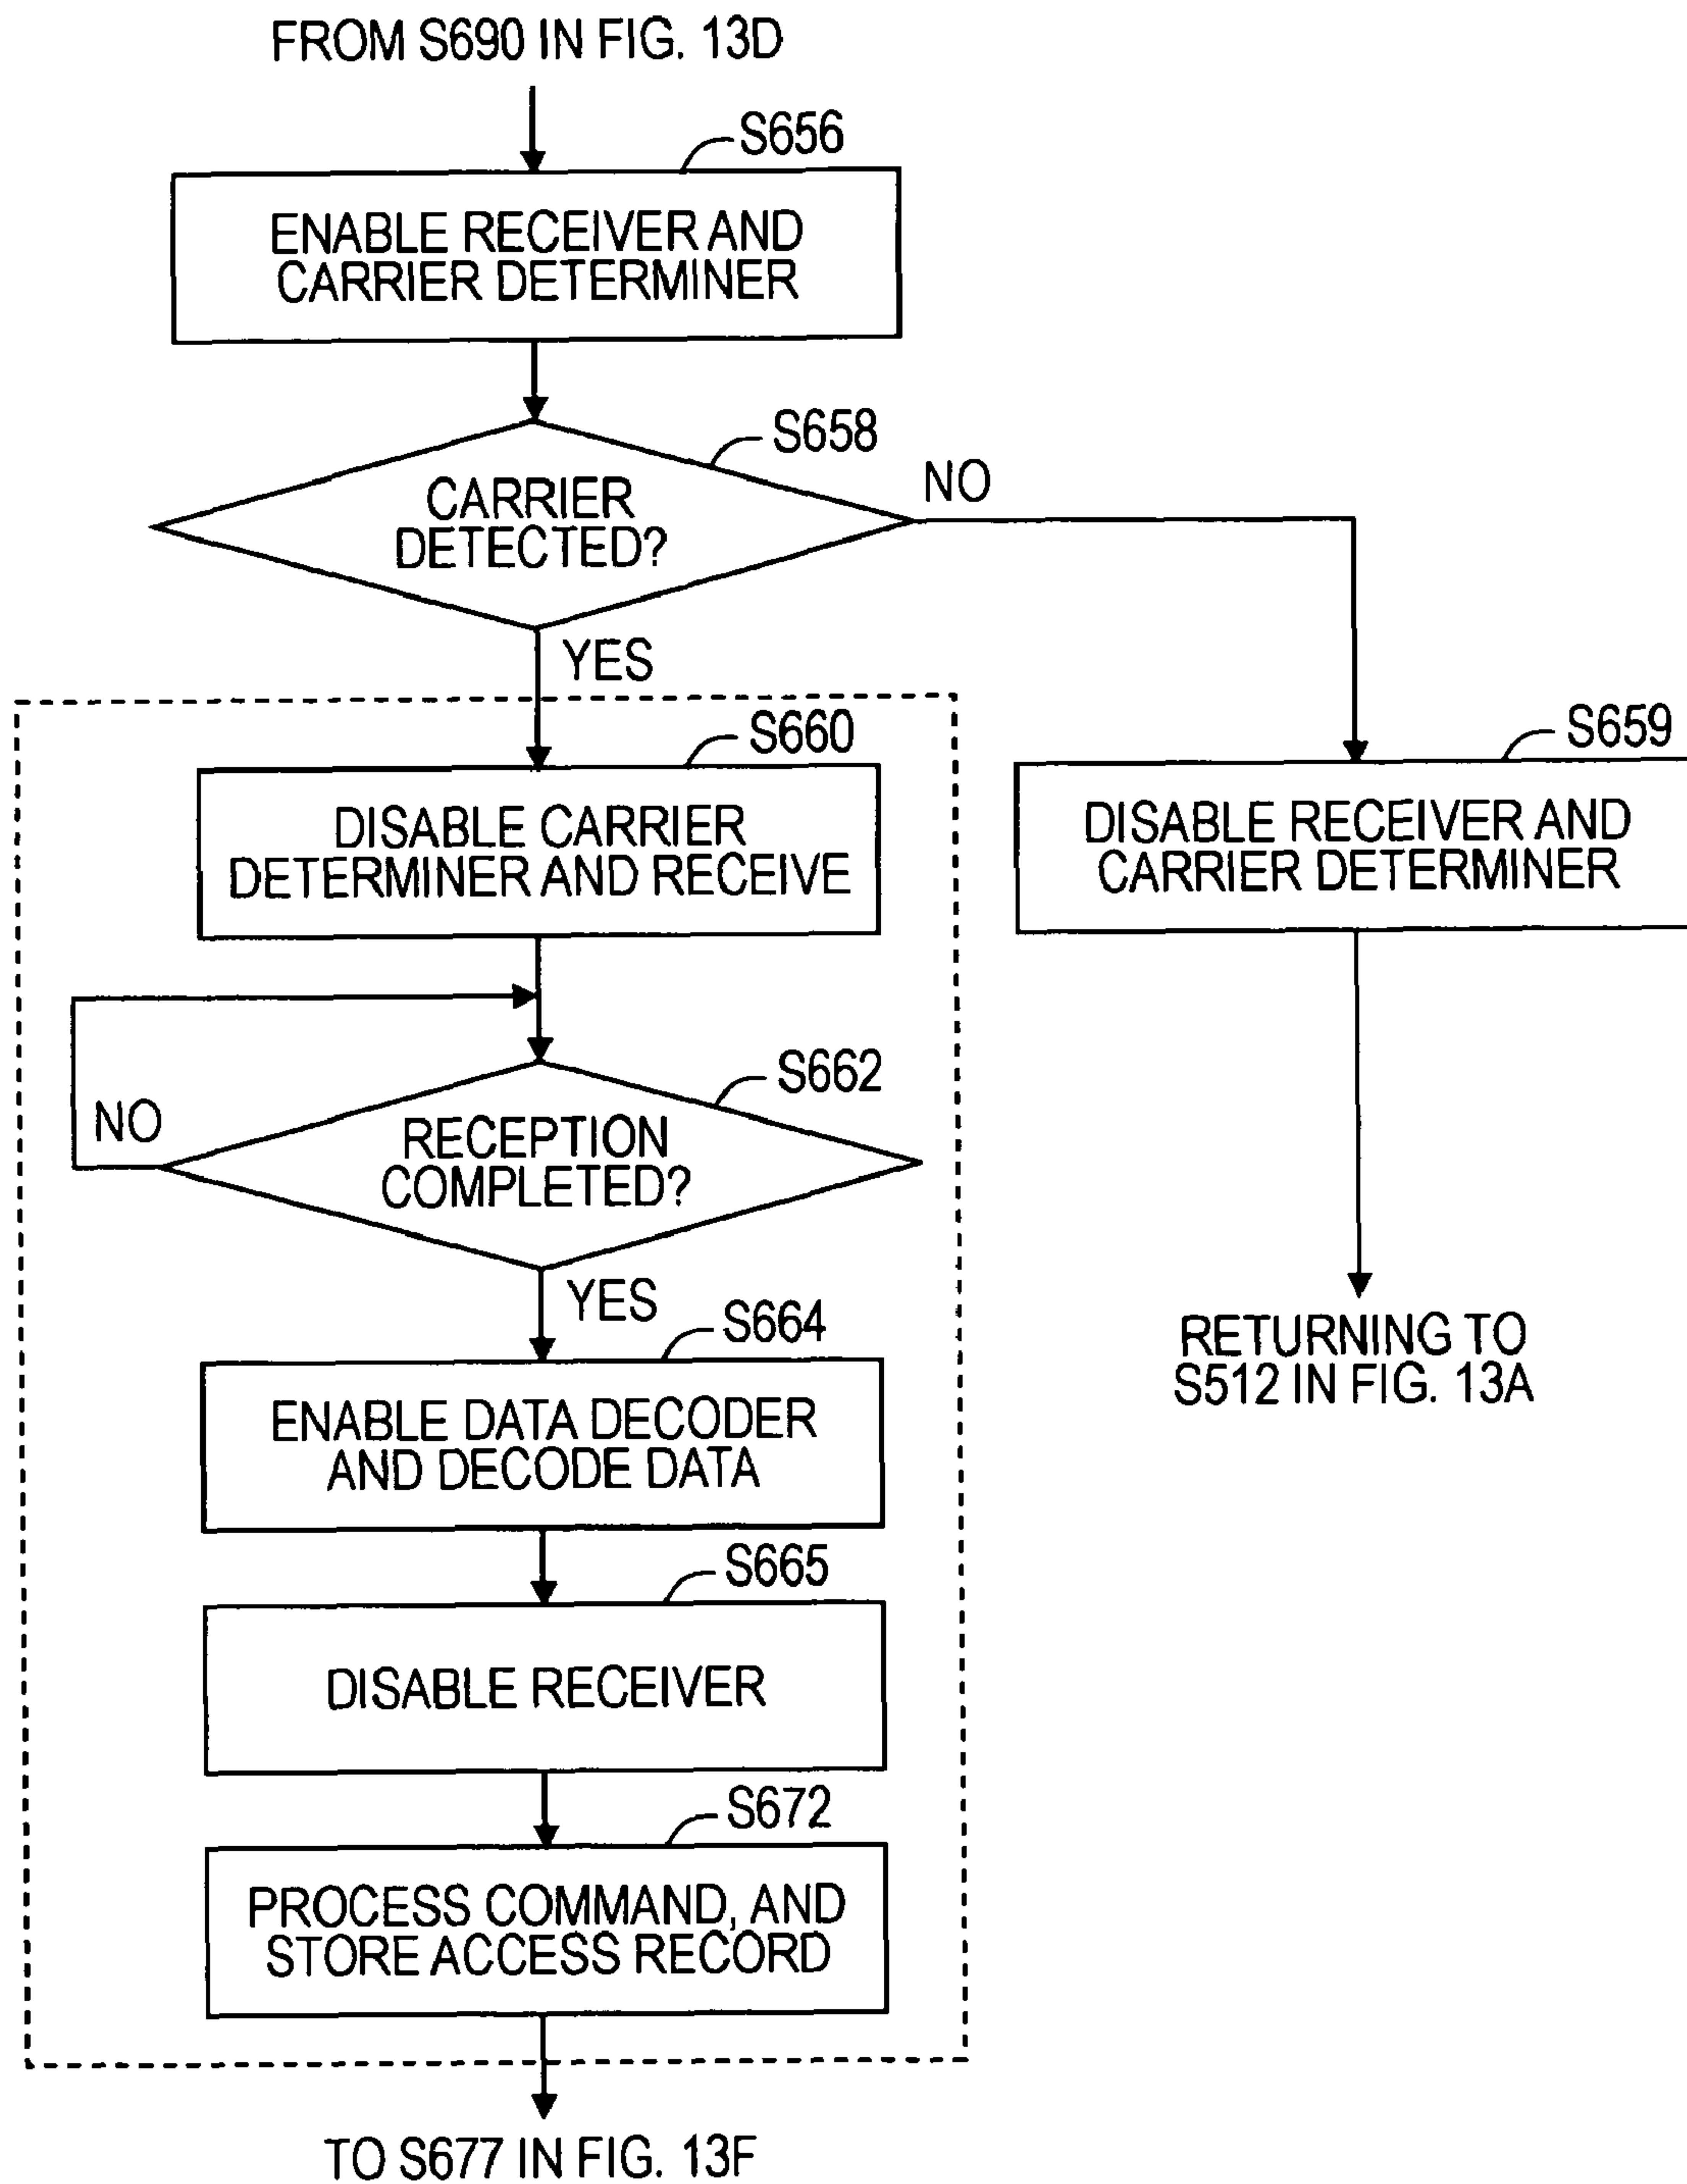 FROM S690 IN FIG. 13D
S656
ENABLE RECEIVER AND
CARRIER DETERMINER
S658
CARRIER
DETECTED?
NO
YES
S660
DISABLE CARRIER
DETERMINER AND RECEIVE
S659
DISABLE RECEIVER AND
CARRIER DETERMINER
S662
RECEPTION
COMPLETED?
NO
YES
S664
ENABLE DATA DECODER
AND DECODE DATA
RETURNING TO
S512 IN FIG. 13A
S665
DISABLE RECEIVER
S672
PROCESS COMMAND, AND
STORE ACCESS RECORD
TO S677 IN FIG. 13F